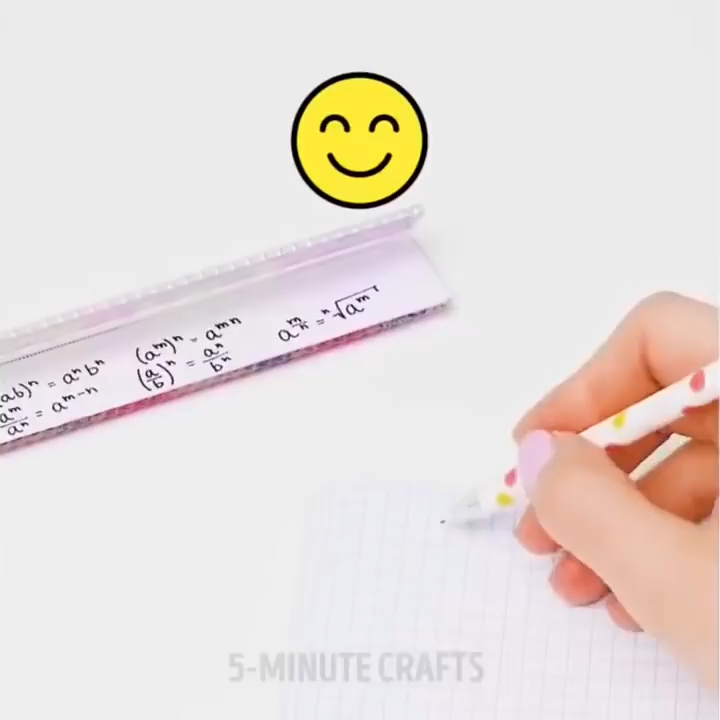 (ab)ⁿ = aⁿbⁿ
aᵐ/aⁿ = aᵐ⁻ⁿ
(aᵐ)ⁿ = aᵐⁿ
(a/b)ⁿ = aⁿ/bⁿ
a^(m/n) = ⁿ√aᵐ
5-MINUTE CRAFTS